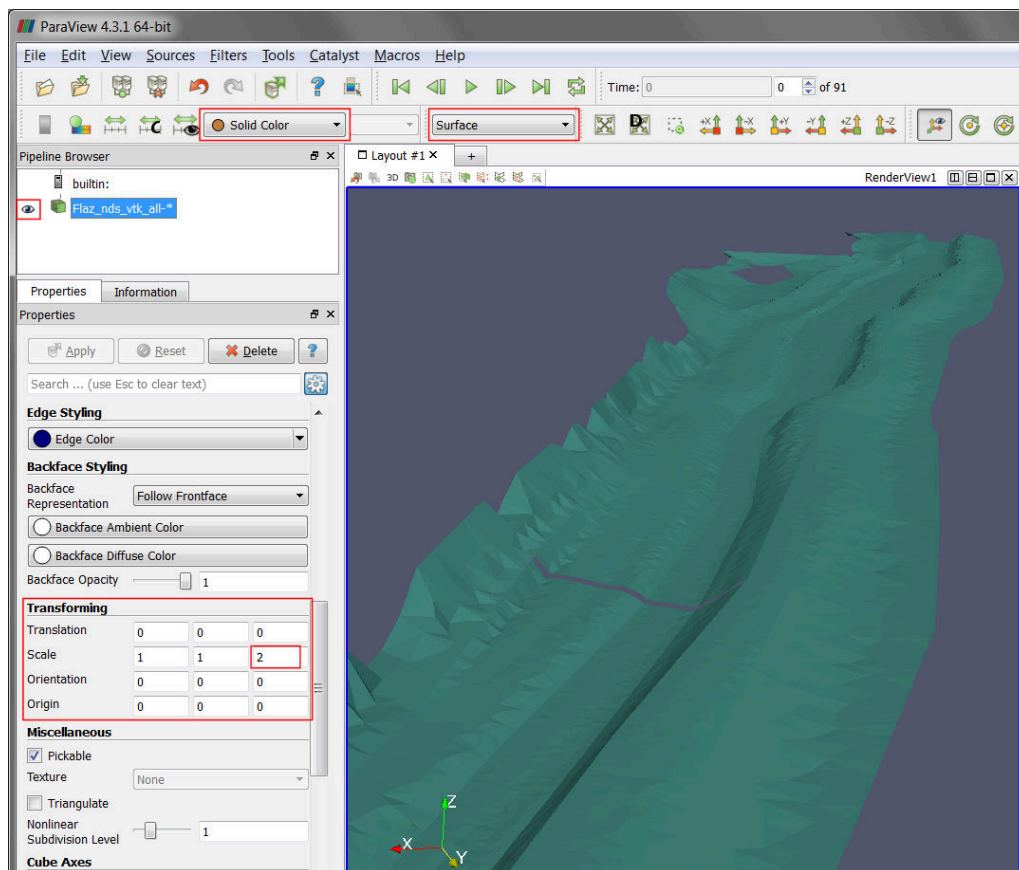 ParaView 4.3.1 64-bit
File Edit View Sources Filters Tools Catalyst Macros Help
Time: 0 0 of 91
Solid Color Surface +X -X +Y -Y +Z -Z
Pipeline Browser
Layout #1 X +
3D RenderView1
builtin:
Flaz_nds_vtk_all-*
Properties Information
Properties
Apply Reset Delete ?
Search ... (use Esc to clear text)
Edge Styling
Edge Color
Backface Styling
Backface
Representation Follow Frontface
Backface Ambient Color
Backface Diffuse Color
Backface Opacity 1
Transforming
Translation 0 0 0
Scale 1 1 2
Orientation 0 0 0
Origin 0 0 0
Miscellaneous
Pickable
Texture None
Triangulate
Nonlinear
Subdivision Level 1
Cube Axes
Z
X
Y